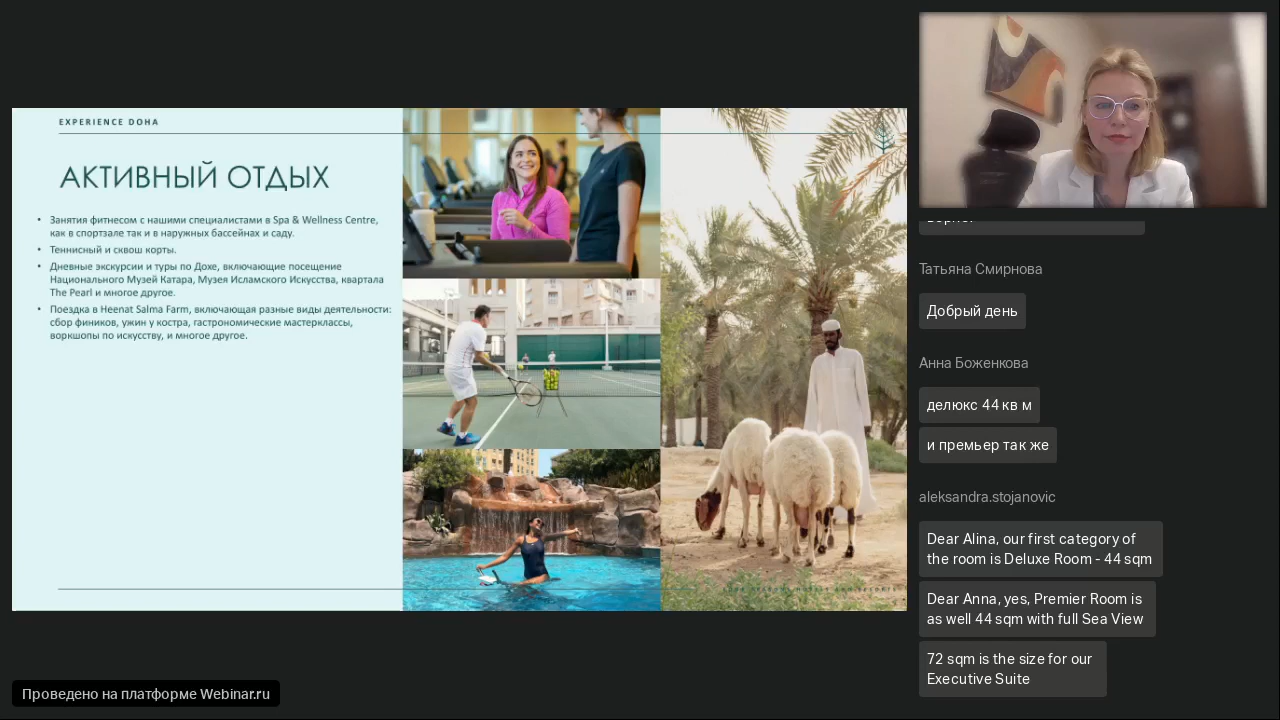 EXPERIENCE DOHA
АКТИВНЫЙ ОТДЫХ
• Занятия фитнесом с нашими специалистами в Spa & Wellness Centre,
как в спортзале так и в наружных бассейнах и саду.
• Теннисный и сквош корты.
• Дневные экскурсии и туры по Дохе, включающие посещение
Национального Музей Катара, Музея Исламского Искусства, квартала
The Pearl и многое другое.
• Поездка в Heenat Salma Farm, включающая разные виды деятельности:
сбор фиников, ужин у костра, гастрономические мастерклассы,
воркшопы по искусству, и многое другое.
Проведено на платформе Webinar.ru
Татьяна Смирнова
Добрый день
Анна Боженкова
делюкс 44 кв м
и премьер так же
aleksandra.stojanovic
Dear Alina, our first category of
the room is Deluxe Room - 44 sqm
Dear Anna, yes, Premier Room is
as well 44 sqm with full Sea View
72 sqm is the size for our
Executive Suite